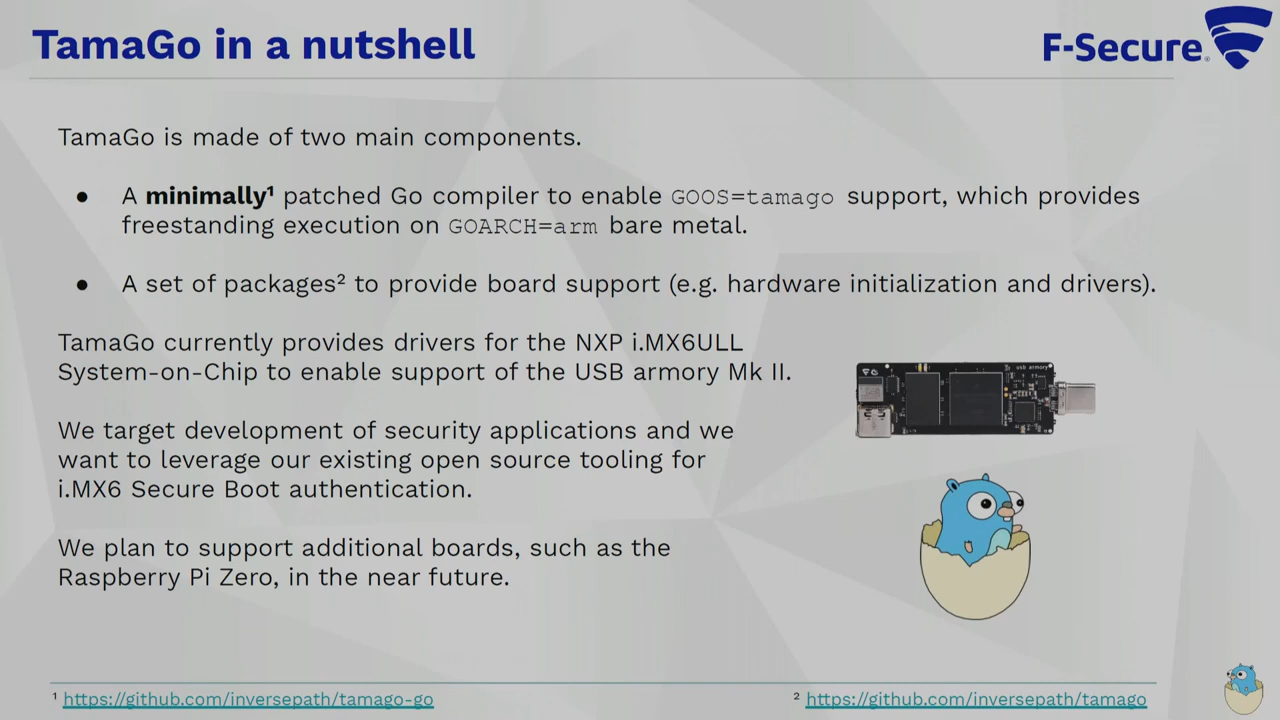 TamaGo in a nutshell
F-Secure®
TamaGo is made of two main components.
● A minimally¹ patched Go compiler to enable GOOS=tamago support, which provides
freestanding execution on GOARCH=arm bare metal.
● A set of packages² to provide board support (e.g. hardware initialization and drivers).
TamaGo currently provides drivers for the NXP i.MX6ULL
System-on-Chip to enable support of the USB armory Mk II.
usb armory
We target development of security applications and we
want to leverage our existing open source tooling for
i.MX6 Secure Boot authentication.
We plan to support additional boards, such as the
Raspberry Pi Zero, in the near future.
¹ https://github.com/inversepath/tamago-go
² https://github.com/inversepath/tamago